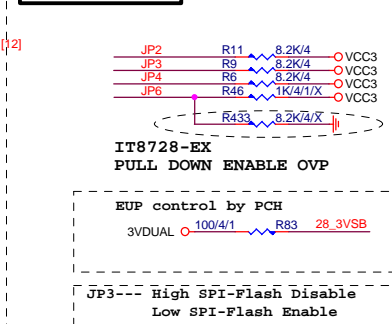 [12]
JP2 R11 8.2K/4 VCC3
JP3 R9 8.2K/4 VCC3
JP4 R6 8.2K/4 VCC3
JP6 R46 1K/4/1/X VCC3
R433 8.2K/4/X
IT8728-EX
PULL DOWN ENABLE OVP
EUP control by PCH
3VDUAL 100/4/1 R83 28_3VSB
JP3--- High SPI-Flash Disable
Low SPI-Flash Enable